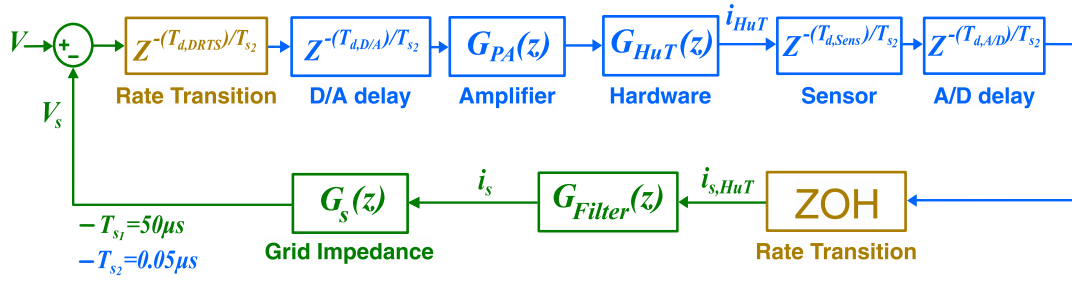 V
+
−
Z^-(T_d,DRTS)/T_s2
Rate Transition
Z^-(T_d,D/A)/T_s2
D/A delay
G_PA(z)
Amplifier
G_HuT(z)
Hardware
i_HuT
Z^-(T_d,Sens)/T_s2
Sensor
Z^-(T_d,A/D)/T_s2
A/D delay
V_s
G_s(z)
Grid Impedance
i_s
G_Filter(z)
i_s,HuT
ZOH
Rate Transition
− T_s1=50μs
− T_s2=0.05μs